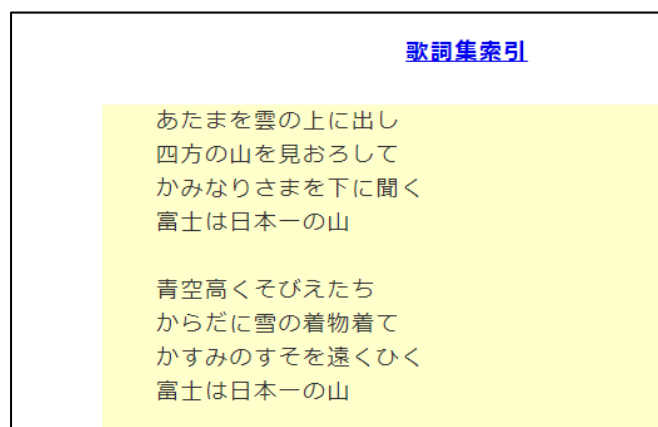 歌詞集索引
あたまを雲の上に出し
四方の山を見おろして
かみなりさまを下に聞く
富士は日本一の山
青空高くそびえたち
からだに雪の着物着て
かすみのすそを遠くひく
富士は日本一の山